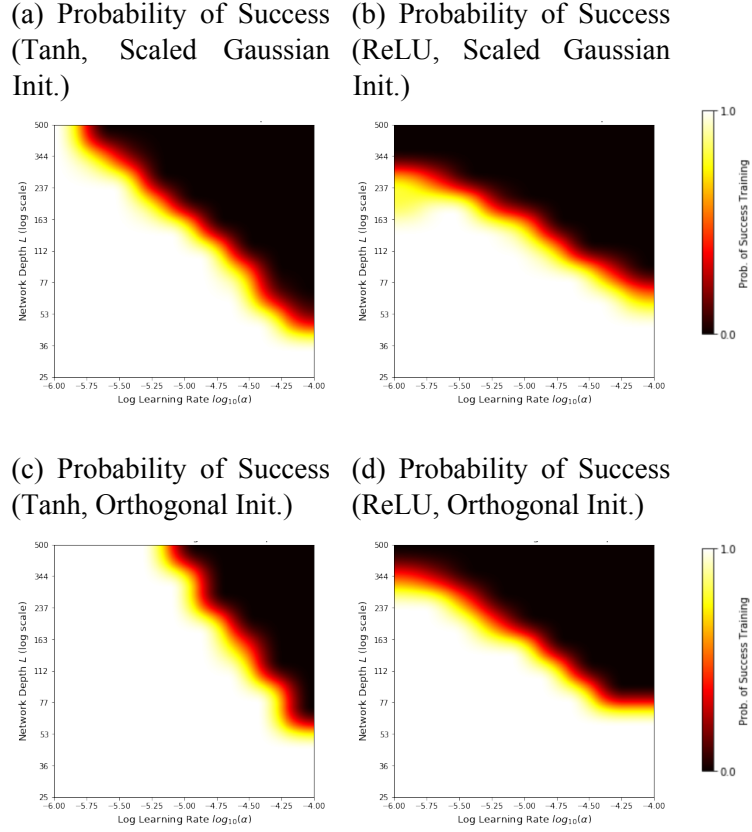 (a) Probability of Success
(Tanh, Scaled Gaussian
Init.)
(b) Probability of Success
(ReLU, Scaled Gaussian
Init.)
500
344
237
163
112
77
53
36
25
Network Depth L (log scale)
−6.00 −5.75 −5.50 −5.25 −5.00 −4.75 −4.50 −4.25 −4.00
Log Learning Rate log10(α)
500
344
237
163
112
77
53
36
25
Network Depth L (log scale)
−6.00 −5.75 −5.50 −5.25 −5.00 −4.75 −4.50 −4.25 −4.00
Log Learning Rate log10(α)
1.0
0.0
Prob. of Success Training
(c) Probability of Success
(Tanh, Orthogonal Init.)
(d) Probability of Success
(ReLU, Orthogonal Init.)
500
344
237
163
112
77
53
36
25
Network Depth L (log scale)
−6.00 −5.75 −5.50 −5.25 −5.00 −4.75 −4.50 −4.25 −4.00
Log Learning Rate log10(α)
500
344
237
163
112
77
53
36
25
Network Depth L (log scale)
−6.00 −5.75 −5.50 −5.25 −5.00 −4.75 −4.50 −4.25 −4.00
Log Learning Rate log10(α)
1.0
0.0
Prob. of Success Training